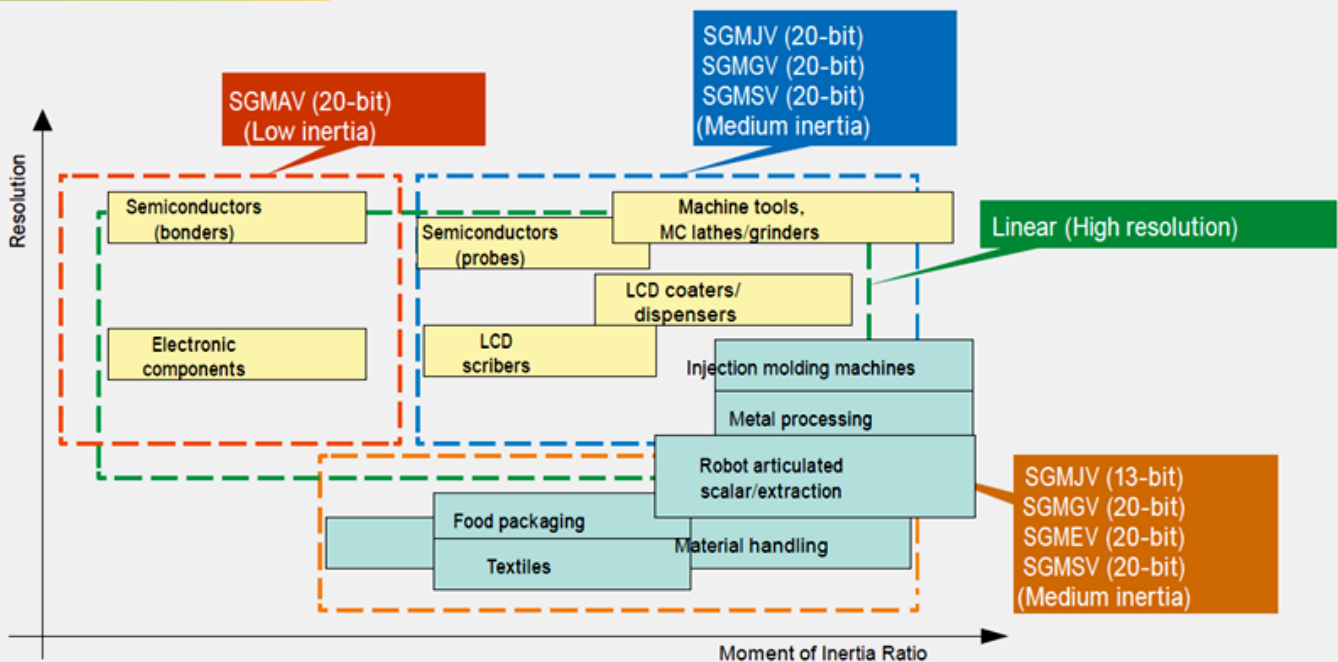 SGMJV (20-bit)
SGMGV (20-bit)
SGMSV (20-bit)
(Medium inertia)
SGMAV (20-bit)
(Low inertia)
Resolution
Semiconductors
(bonders)
Semiconductors
(probes)
Machine tools,
MC lathes/grinders
Linear (High resolution)
LCD coaters/
dispensers
Electronic
components
LCD
scribers
Injection molding machines
Metal processing
Robot articulated
scalar/extraction
SGMJV (13-bit)
SGMGV (20-bit)
SGMEV (20-bit)
SGMSV (20-bit)
(Medium inertia)
Food packaging
Material handling
Textiles
Moment of Inertia Ratio